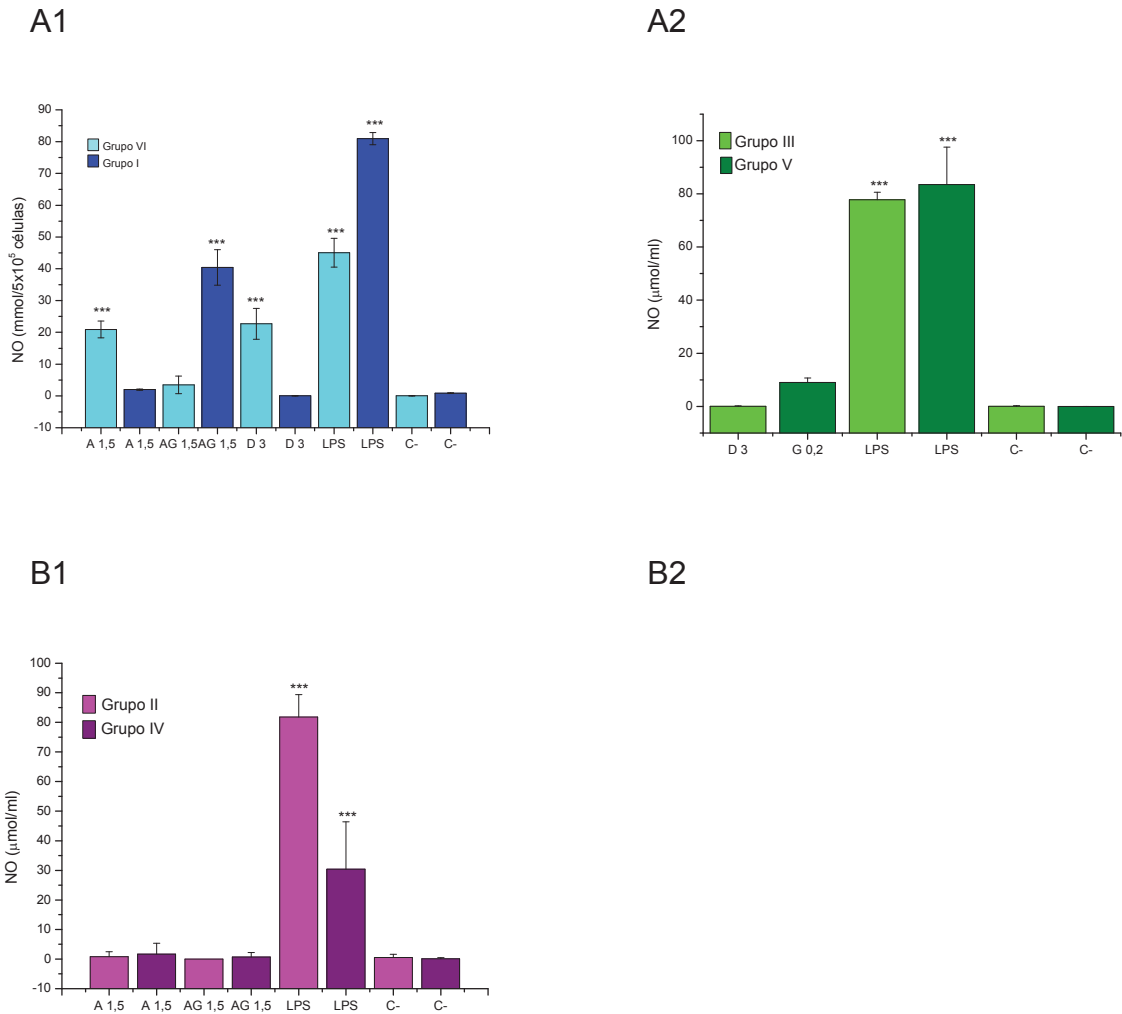 A1
A2
90
80
70
60
50
40
30
20
10
0
-10
NO (mmol/5x10⁵ células)
Grupo VI
Grupo I
***
***
***
***
***
A 1,5 A 1,5 AG 1,5 AG 1,5 D 3 D 3 LPS LPS C- C-
100
80
60
40
20
0
NO (μmol/ml)
Grupo III
Grupo V
***
***
D 3 G 0,2 LPS LPS C- C-
B1
B2
100
90
80
70
60
50
40
30
20
10
0
-10
NO (μmol/ml)
Grupo II
Grupo IV
***
***
A 1,5 A 1,5 AG 1,5 AG 1,5 LPS LPS C- C-